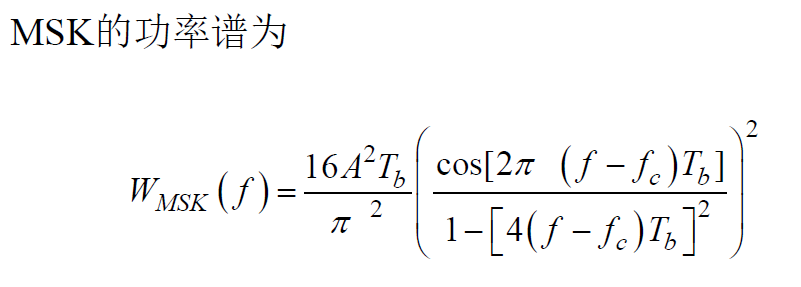 MSK的功率谱为
W_{MSK}(f) = \frac{16A^2T_b}{\pi^2} \left( \frac{\cos[2\pi (f-f_c)T_b]}{1-[4(f-f_c)T_b]^2} \right)^2